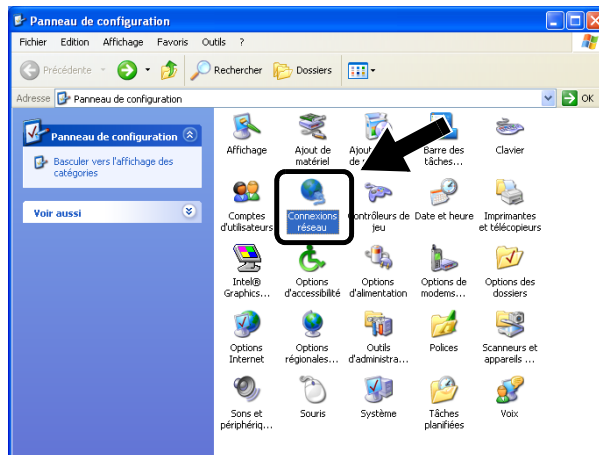 Panneau de configuration
Fichier Edition Affichage Favoris Outils ?
Précédente Rechercher Dossiers
Adresse Panneau de configuration OK
Panneau de configuration
Basculer vers l'affichage des
catégories
Voir aussi
Affichage
Ajout de
matériel
Ajout
de
Barre des
tâches...
Clavier
Comptes
d'utilisateurs
Connexions
réseau
Contrôleurs de
jeu
Date et heure
Imprimantes
et télécopieurs
Intel®
Graphics...
Options
d'accessibilité
Options
d'alimentation
Options de
modems...
Options des
dossiers
Options
Internet
Options
régionales...
Outils
d'administra...
Polices
Scanneurs et
appareils ...
Sons et
périphériq...
Souris
Système
Tâches
planifiées
Voix